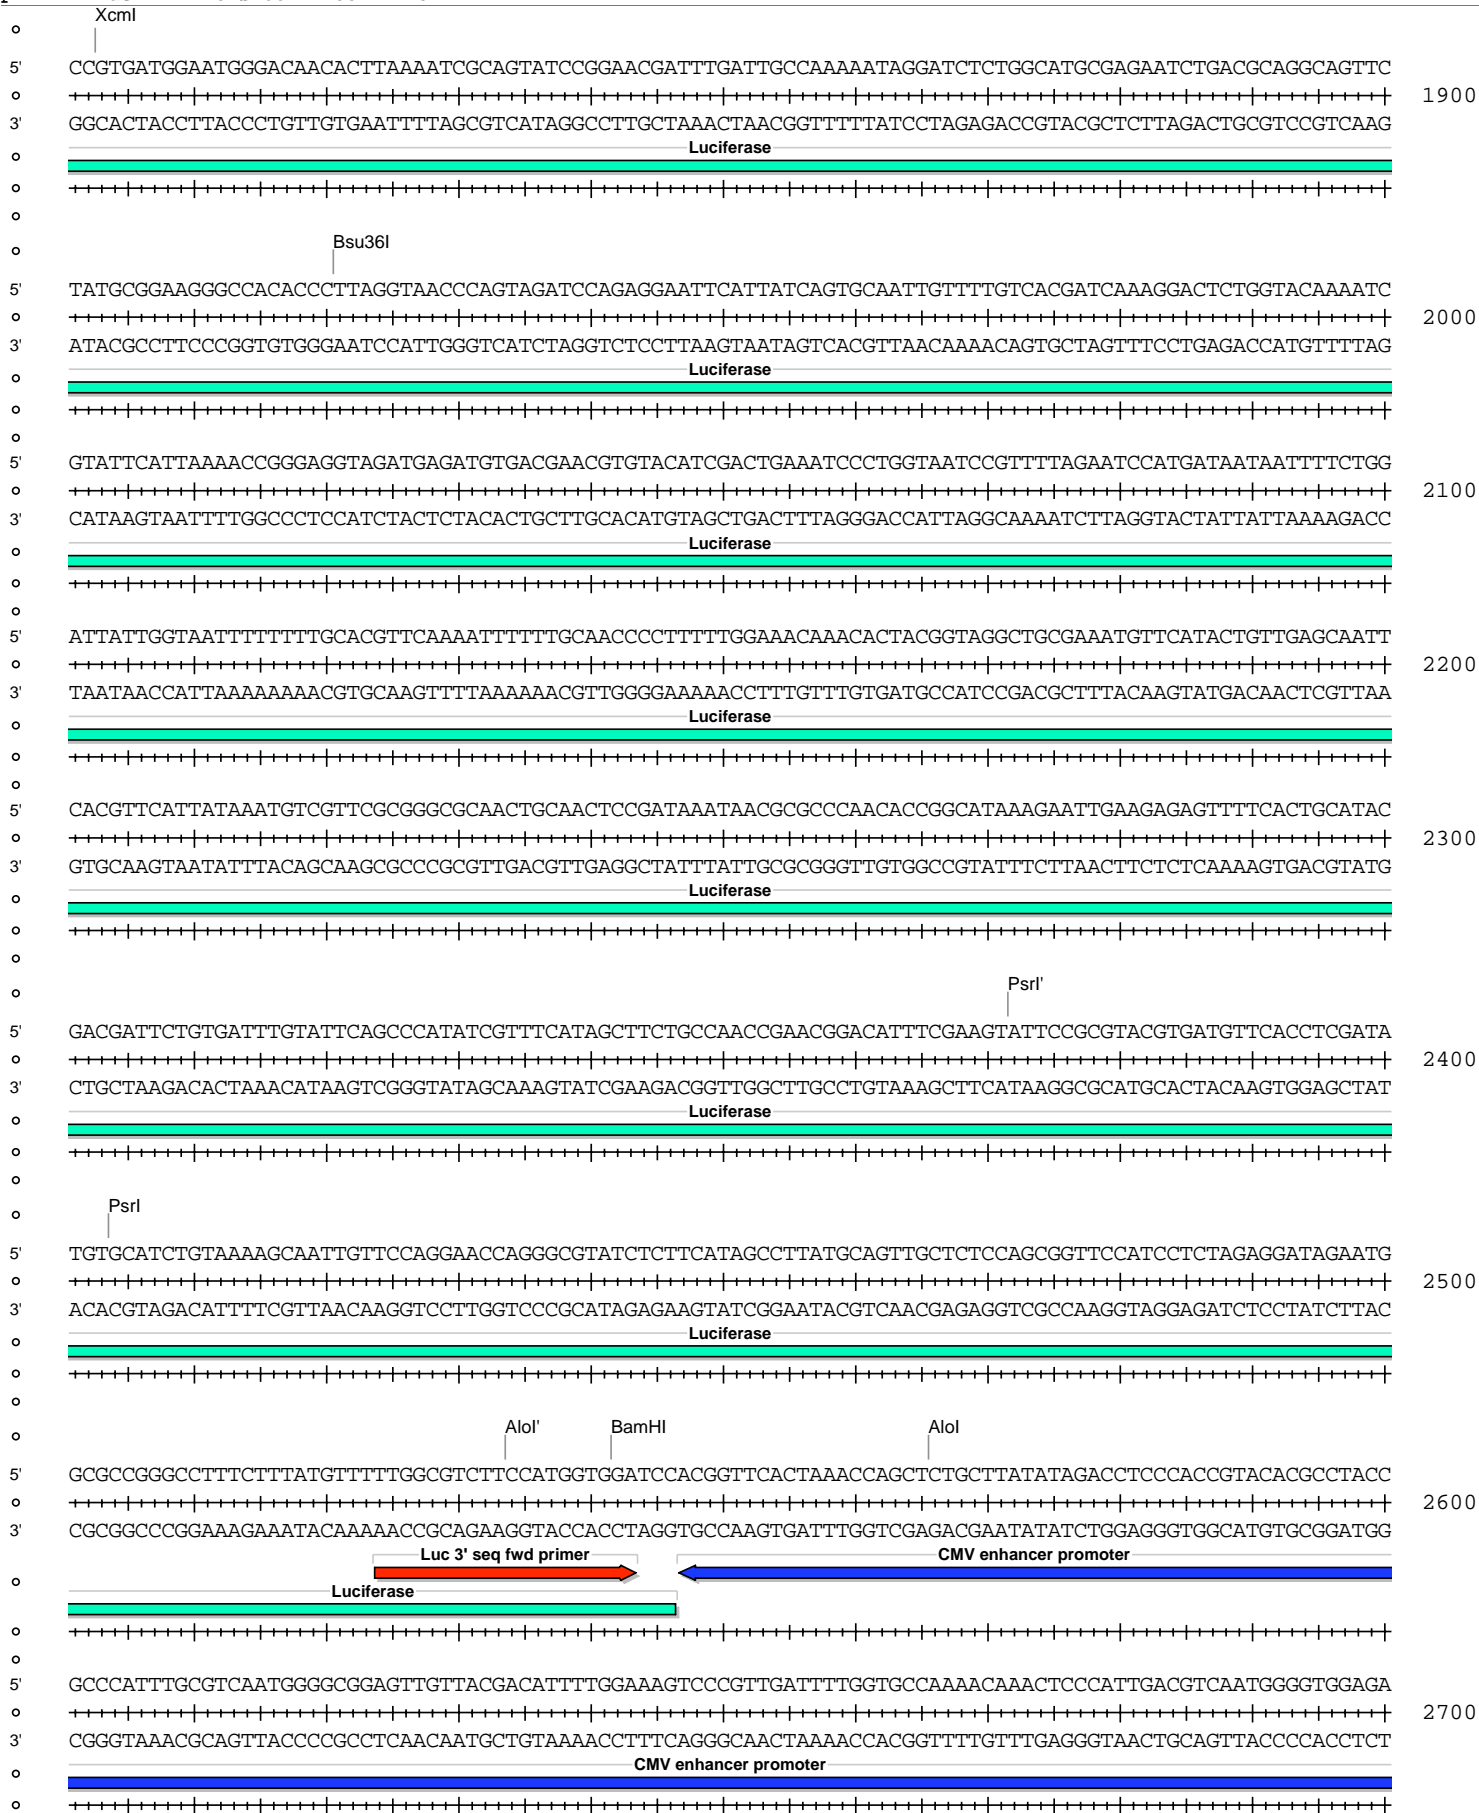 XcmI
5' CCGTGATGGAATGGGACAACACTTAAAATCGCAGTATCCGGAACGATTTGATTGCCAAAAATAGGATCTCTGGCATGCGAGAATCTGACGCAGGCAGTTC
1900
3' GGCACTACCTTACCCTGTTGTGAATTTTAGCGTCATAGGCCTTGCTAAACTAACGGTTTTTATCCTAGAGACCGTACGCTCTTAGACTGCGTCCGTCAAG
Luciferase
Bsu36I
5' TATGCGGAAGGGCCACACCCTTAGGTAACCCAGTAGATCCAGAGGAATTCATTATCAGTGCAATTGTTTTGTCACGATCAAAGGACTCTGGTACAAAATC
2000
3' ATACGCCTTCCCGGTGTGGGAATCCATTGGGTCATCTAGGTCTCCTTAAGTAATAGTCACGTTAACAAAACAGTGCTAGTTTCCTGAGACCATGTTTTAG
Luciferase
5' GTATTCATTAAAACCGGGAGGTAGATGAGATGTGACGAACGTGTACATCGACTGAAATCCCTGGTAATCCGTTTTAGAATCCATGATAATAATTTTCTGG
2100
3' CATAAGTAATTTTGGCCCTCCATCTACTCTACACTGCTTGCACATGTAGCTGACTTTAGGGACCATTAGGCAAAATCTTAGGTACTATTATTAAAAGACC
Luciferase
5' ATTATTGGTAATTTTTTTTGCACGTTCAAAATTTTTTGCAACCCCTTTTTGGAAACAAACACTACGGTAGGCTGCGAAATGTTCATACTGTTGAGCAATT
2200
3' TAATAACCATTAAAAAAAACGTGCAAGTTTTAAAAAACGTTGGGGAAAAACCTTTGTTTGTGATGCCATCCGACGCTTTACAAGTATGACAACTCGTTAA
Luciferase
5' CACGTTCATTATAAATGTCGTTCGCGGGCGCAACTGCAACTCCGATAAATAACGCGCCCAACACCGGCATAAAGAATTGAAGAGAGTTTTCACTGCATAC
2300
3' GTGCAAGTAATATTTACAGCAAGCGCCCGCGTTGACGTTGAGGCTATTTATTGCGCGGGTTGTGGCCGTATTTCTTAACTTCTCTCAAAAGTGACGTATG
Luciferase
PsrI'
5' GACGATTCTGTGATTTGTATTCAGCCCATATCGTTTCATAGCTTCTGCCAACCGAACGGACATTTCGAAGTATTCCGCGTACGTGATGTTCACCTCGATA
2400
3' CTGCTAAGACACTAAACATAAGTCGGGTATAGCAAAGTATCGAAGACGGTTGGCTTGCCTGTAAAGCTTCATAAGGCGCATGCACTACAAGTGGAGCTAT
Luciferase
PsrI
5' TGTGCATCTGTAAAAGCAATTGTTCCAGGAACCAGGGCGTATCTCTTCATAGCCTTATGCAGTTGCTCTCCAGCGGTTCCATCCTCTAGAGGATAGAATG
2500
3' ACACGTAGACATTTTCGTTAACAAGGTCCTTGGTCCCGCATAGAGAAGTATCGGAATACGTCAACGAGAGGTCGCCAAGGTAGGAGATCTCCTATCTTAC
Luciferase
AloI' BamHI AloI
5' GCGCCGGGCCTTTCTTTATGTTTTTGGCGTCTTCCATGGTGGATCCACGGTTCACTAAACCAGCTCTGCTTATATAGACCTCCCACCGTACACGCCTACC
2600
3' CGCGGCCCGGAAAGAAATACAAAAACCGCAGAAGGTACCACCTAGGTGCCAAGTGATTTGGTCGAGACGAATATATCTGGAGGGTGGCATGTGCGGATGG
Luc 3' seq fwd primer CMV enhancer promoter
Luciferase
5' GCCCATTTGCGTCAATGGGGCGGAGTTGTTACGACATTTTGGAAAGTCCCGTTGATTTTGGTGCCAAAACAAACTCCCATTGACGTCAATGGGGTGGAGA
2700
3' CGGGTAAACGCAGTTACCCCGCCTCAACAATGCTGTAAAACCTTTCAGGGCAACTAAAACCACGGTTTTGTTTGAGGGTAACTGCAGTTACCCCACCTCT
CMV enhancer promoter